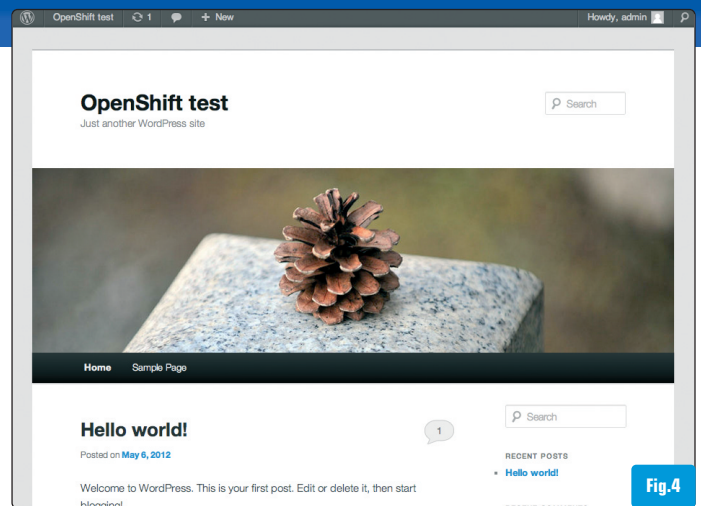 OpenShift test 1 + New Howdy, admin
OpenShift test
Just another WordPress site
Search
Home Sample Page
Hello world!
1
Posted on May 6, 2012
Welcome to WordPress. This is your first post. Edit or delete it, then start
blogging!
Search
RECENT POSTS
Hello world!
Fig.4